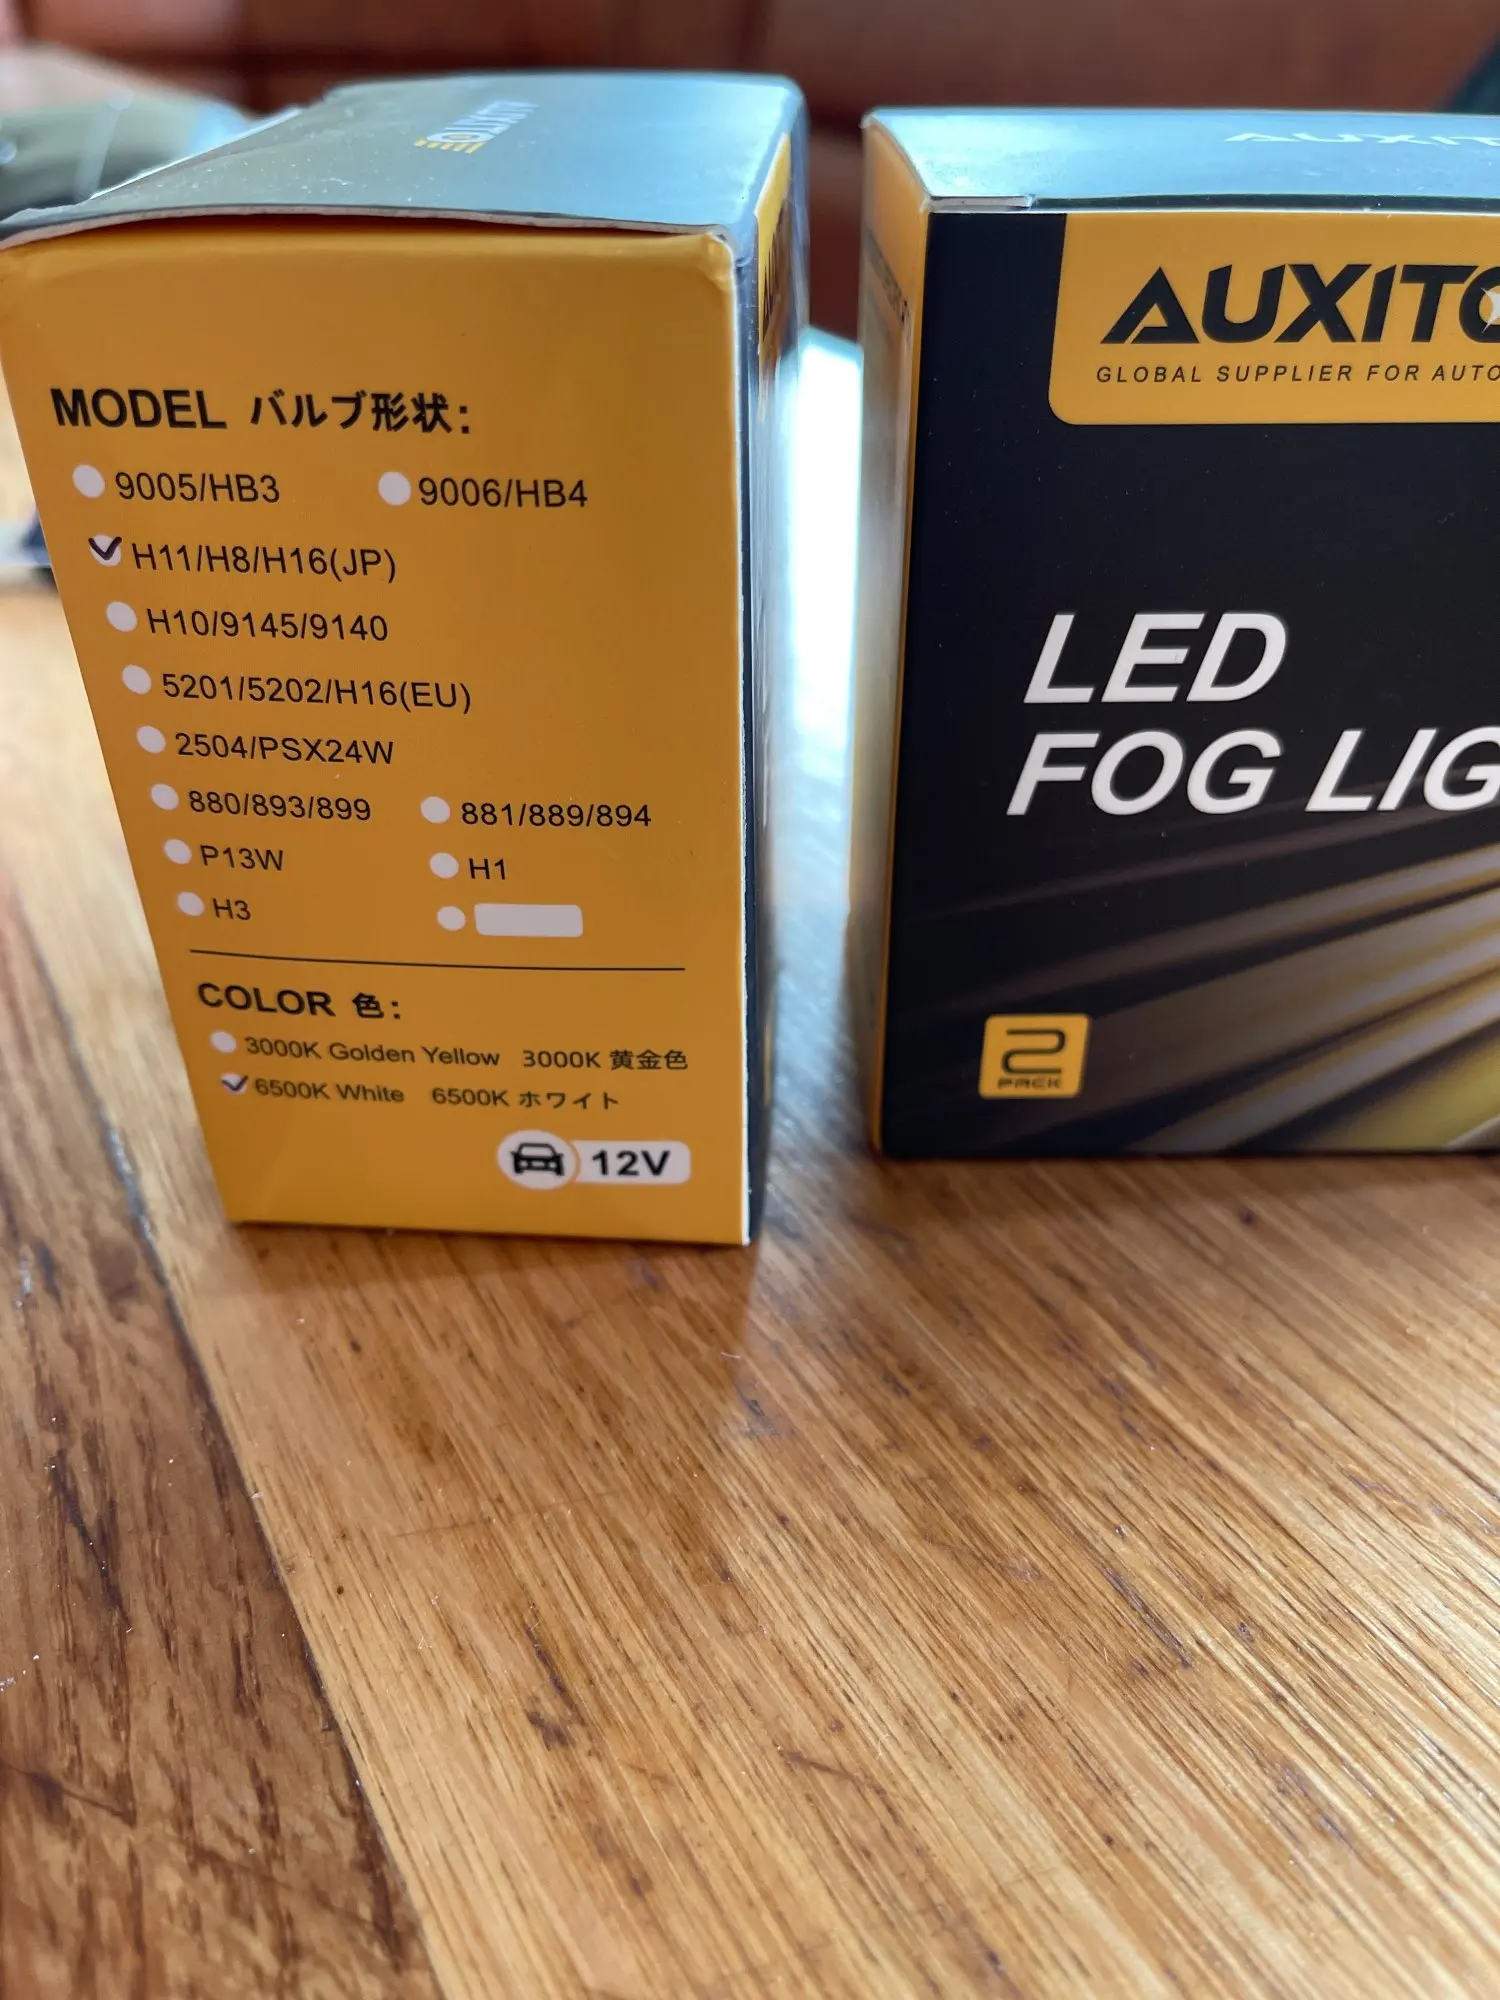 AUXITO
MODEL バルブ形状:
9005/HB3 9006/HB4
H11/H8/H16(JP)
H10/9145/9140
5201/5202/H16(EU)
2504/PSX24W
880/893/899 881/889/894
P13W H1
H3
COLOR 色:
3000K Golden Yellow 3000K 黄金色
6500K White 6500K ホワイト
12V
AUXIT
AUXITO
GLOBAL SUPPLIER FOR AUTO
LED
FOG LIG
2
PACK